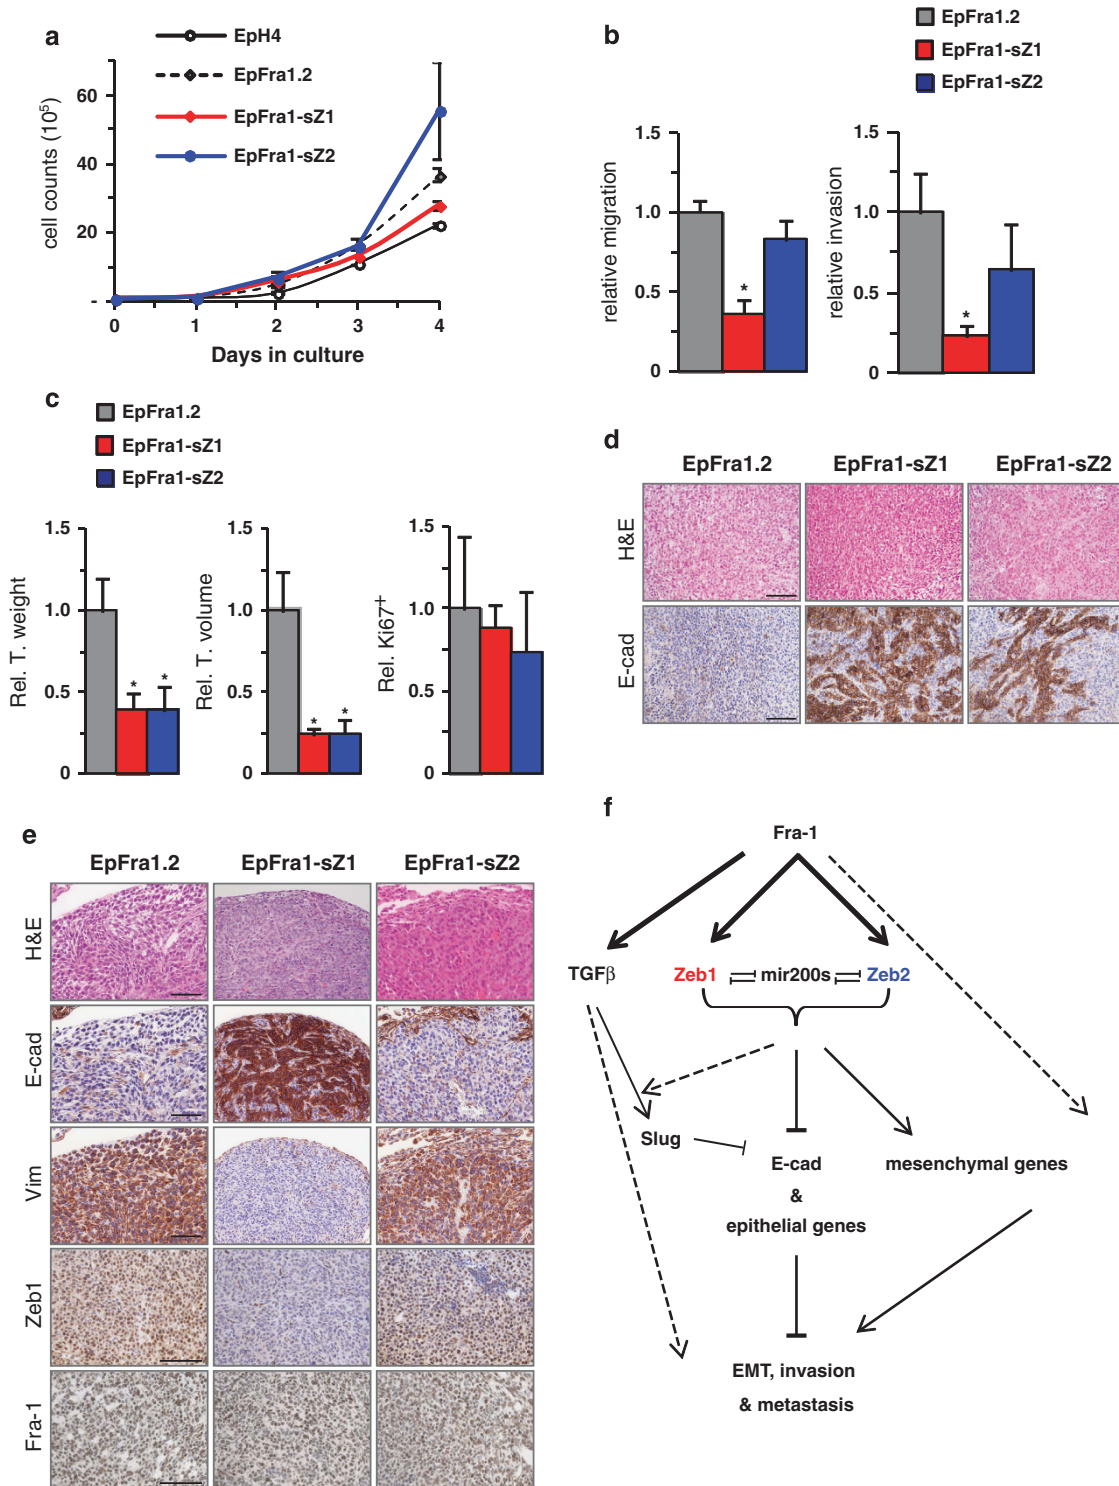 a
EpH4
EpFra1.2
EpFra1-sZ1
EpFra1-sZ2
cell counts (10⁵)
60
40
20
-
0 1 2 3 4
Days in culture
b
EpFra1.2
EpFra1-sZ1
EpFra1-sZ2
relative migration
1.5
1.0
0.5
0
*
relative invasion
1.5
1.0
0.5
0
*
c
EpFra1.2
EpFra1-sZ1
EpFra1-sZ2
Rel. T. weight
1.5
1.0
0.5
0
* *
Rel. T. volume
1.5
1.0
0.5
0
* *
Rel. Ki67⁺
1.5
1.0
0.5
0
d
EpFra1.2 EpFra1-sZ1 EpFra1-sZ2
H&E
E-cad
e
EpFra1.2 EpFra1-sZ1 EpFra1-sZ2
H&E
E-cad
Vim
Zeb1
Fra-1
f
Fra-1
TGFβ Zeb1 mir200s Zeb2
Slug
E-cad
&
epithelial genes
mesenchymal genes
EMT, invasion
& metastasis